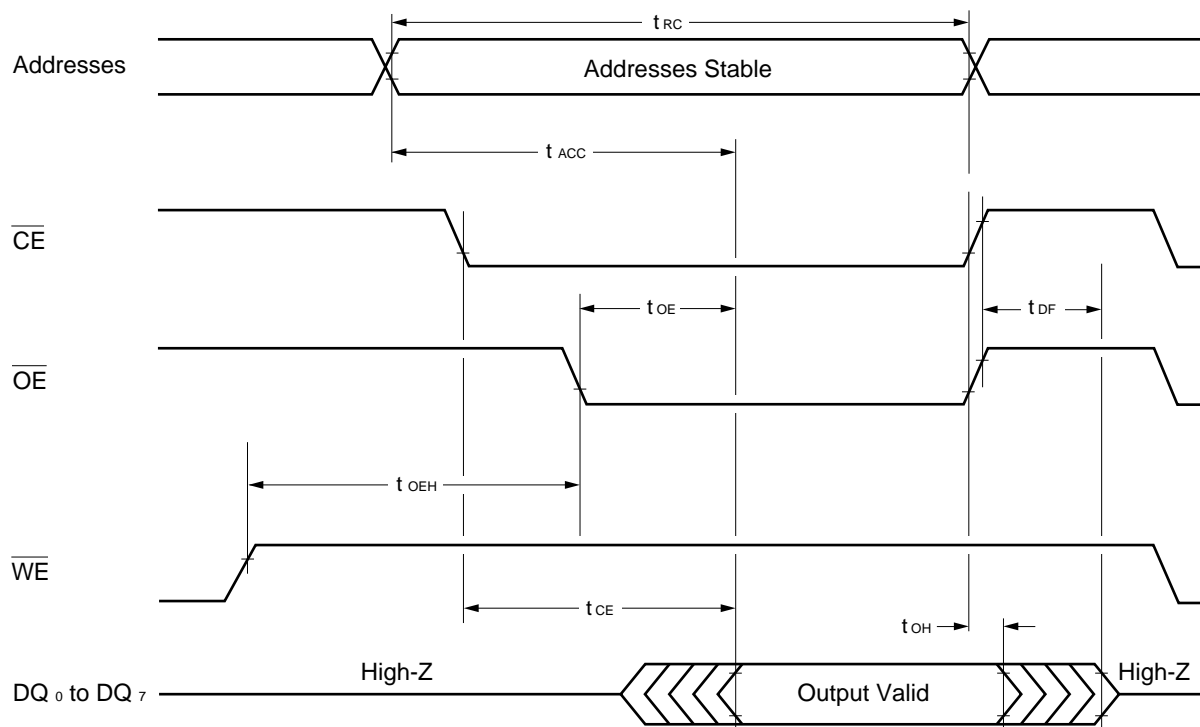 t RC
Addresses
Addresses Stable
t ACC
CE
t OE
t DF
OE
t OEH
WE
t CE
t OH
High-Z
High-Z
DQ 0 to DQ 7
Output Valid